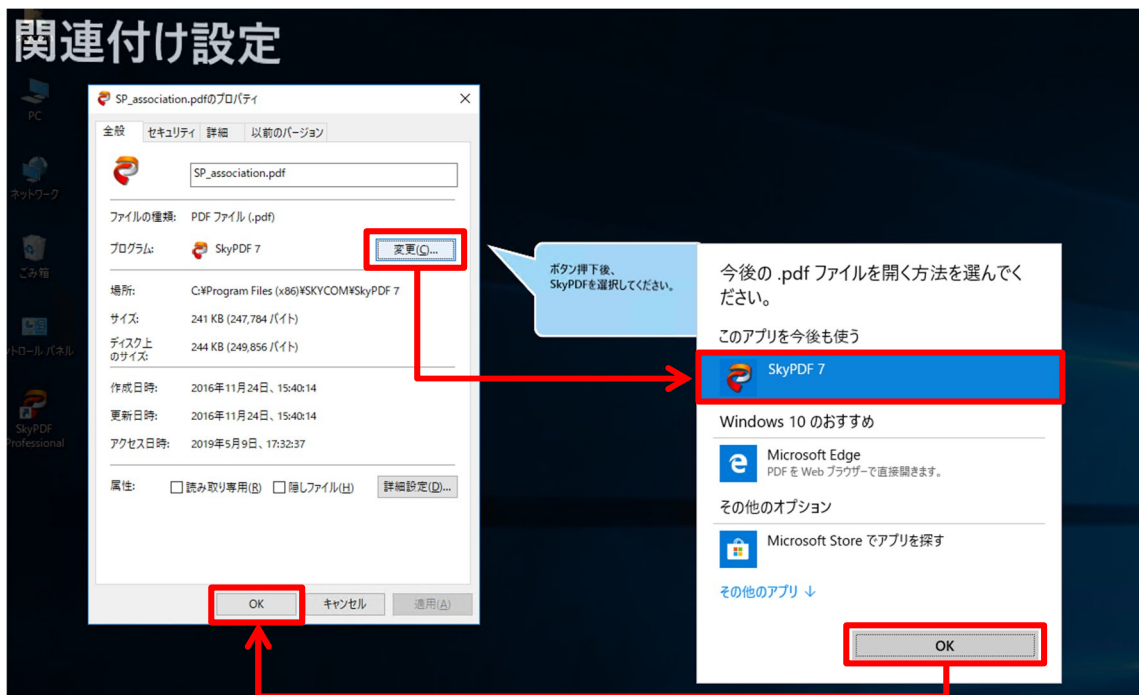 関連付け設定
PC
ネットワーク
ごみ箱
SkyPDF
Professional
SP_association.pdfのプロパティ
全般
セキュリティ
詳細
以前のバージョン
SP_association.pdf
ファイルの種類:
PDF ファイル (.pdf)
プログラム:
SkyPDF 7
変更(C)...
場所:
C:¥Program Files (x86)¥SKYCOM¥SkyPDF 7
サイズ:
241 KB (247,784 バイト)
ディスク上
のサイズ:
244 KB (249,856 バイト)
作成日時:
2016年11月24日、15:40:14
更新日時:
2016年11月24日、15:40:14
アクセス日時:
2019年5月9日、17:32:37
属性:
読み取り専用(R)
隠しファイル(H)
詳細設定(D)...
OK
キャンセル
適用(A)
ボタン押下後、
SkyPDFを選択してください。
今後の .pdf ファイルを開く方法を選んでく
ださい。
このアプリを今後も使う
SkyPDF 7
Windows 10 のおすすめ
Microsoft Edge
PDF を Web ブラウザーで直接開きます。
その他のオプション
Microsoft Store でアプリを探す
その他のアプリ ↓
OK